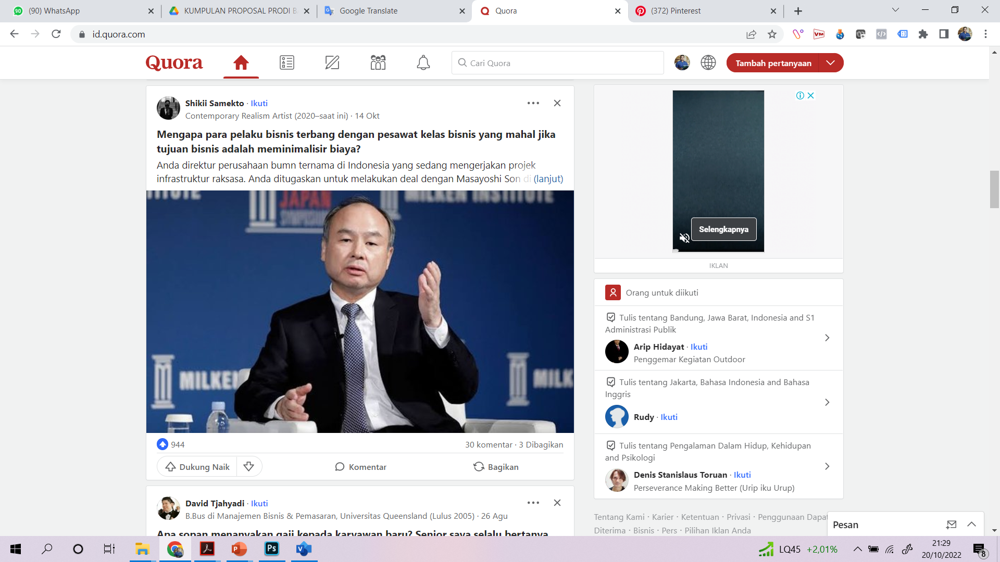 (90) WhatsApp
KUMPULAN PROPOSAL PRODI BA
Google Translate
Quora
(372) Pinterest
id.quora.com
Quora
Cari Quora
Tambah pertanyaan
Shikii Samekto · Ikuti
Contemporary Realism Artist (2020–saat ini) · 14 Okt
Mengapa para pelaku bisnis terbang dengan pesawat kelas bisnis yang mahal jika
tujuan bisnis adalah meminimalisir biaya?
Anda direktur perusahaan bumn ternama di Indonesia yang sedang mengerjakan projek
infrastruktur raksasa. Anda ditugaskan untuk melakukan deal dengan Masayoshi Son di (lanjut)
JAPAN
SYMPOSIUM
MILKEN INSTITUTE
MILKEN
MILK
944
30 komentar · 3 Dibagikan
Dukung Naik
Komentar
Bagikan
David Tjahyadi · Ikuti
B.Bus di Manajemen Bisnis & Pemasaran, Universitas Queensland (Lulus 2005) · 26 Agu
Apa sopan menanyakan gaji kepada karyawan baru? Senior saya selalu bertanya
Selengkapnya
IKLAN
Orang untuk diikuti
Tulis tentang Bandung, Jawa Barat, Indonesia and S1
Administrasi Publik
Arip Hidayat · Ikuti
Penggemar Kegiatan Outdoor
Tulis tentang Jakarta, Bahasa Indonesia and Bahasa
Inggris
Rudy · Ikuti
Tulis tentang Pengalaman Dalam Hidup, Kehidupan
and Psikologi
Denis Stanislaus Toruan · Ikuti
Perseverance Making Better (Urip iku Urup)
Tentang Kami · Karier · Ketentuan · Privasi · Penggunaan Dapat
Diterima · Bisnis · Pers · Pilihan Iklan Anda
Pesan
LQ45 +2,01%
21:29
20/10/2022
8